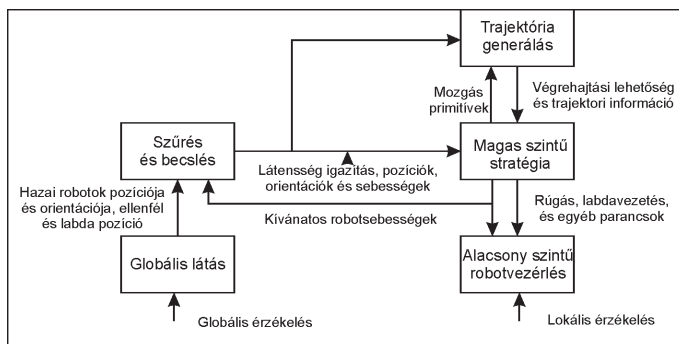 Trajektória
generálás
Mozgás
primitívek
Végrehajtási lehetőség
és trajektori információ
Szűrés
és becslés
Magas szintű
stratégia
Látensség igazítás, pozíciók,
orientációk és sebességek
Hazai robotok pozíciója
és orientációja, ellenfél
és labda pozíció
Kívánatos robotsebességek
Rúgás, labdavezetés,
és egyéb parancsok
Globális látás
Alacsony szintű
robotvezérlés
Globális érzékelés
Lokális érzékelés